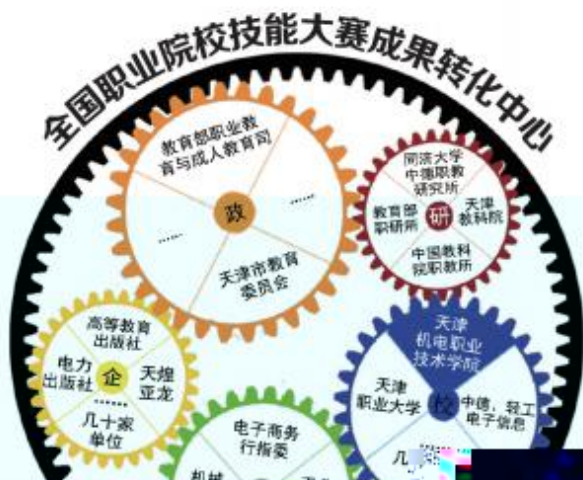 全国职业院校技能大赛成果转化中心
教育部职业教
育与成人教育司
政
......
......
天津市教育
委员会
同济大学
中德职教
研究所
教育部
职研所
研
天津
教科院
中国教科
院职教所
高等教育
出版社
电力
出版社
企
天煌
亚龙
......
几十家
单位
天津
机电职业
技术学院
天津
职业大学
校
中德、轻工
电子信息
几
电子商务
行指委
机械